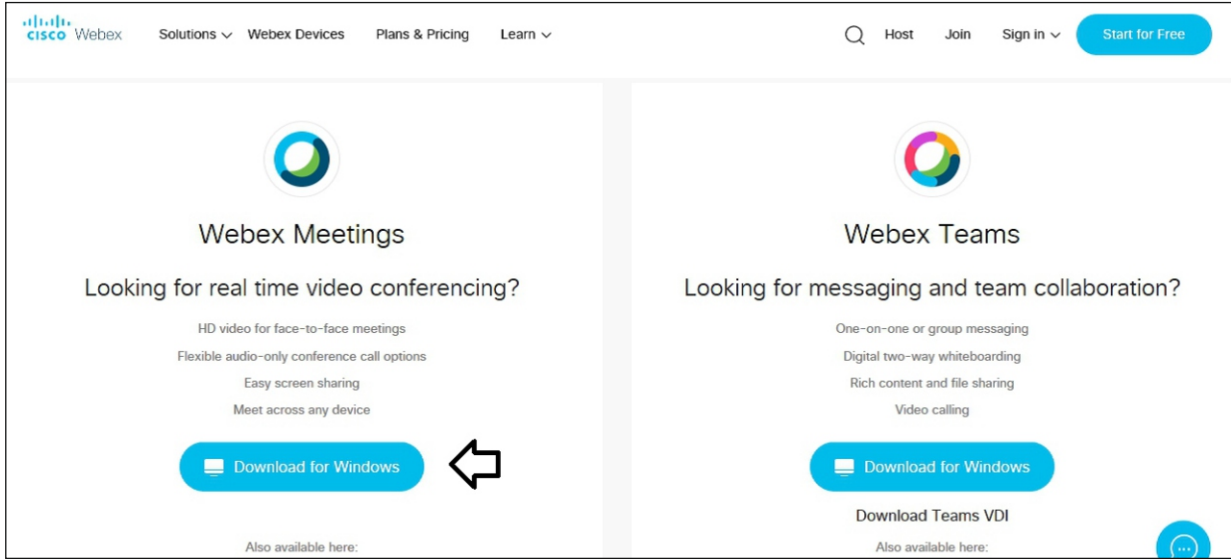 cisco Webex Solutions Webex Devices Plans & Pricing Learn Host Join Sign in Start for Free
Webex Meetings
Looking for real time video conferencing?
HD video for face-to-face meetings
Flexible audio-only conference call options
Easy screen sharing
Meet across any device
Download for Windows
Also available here:
Webex Teams
Looking for messaging and team collaboration?
One-on-one or group messaging
Digital two-way whiteboarding
Rich content and file sharing
Video calling
Download for Windows
Download Teams VDI
Also available here: